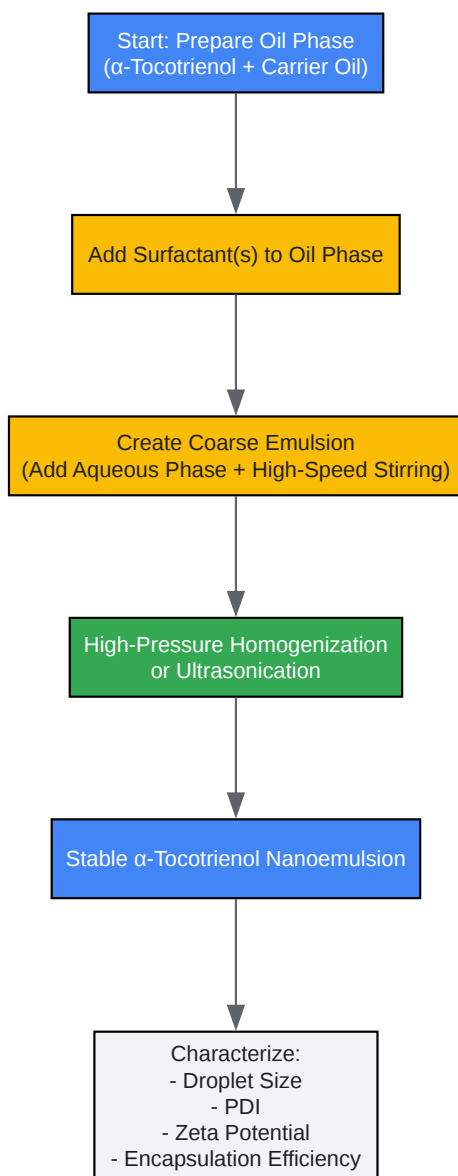 Start: Prepare Oil Phase
(α-Tocotrienol + Carrier Oil)
Add Surfactant(s) to Oil Phase
Create Coarse Emulsion
(Add Aqueous Phase + High-Speed Stirring)
High-Pressure Homogenization
or Ultrasonication
Stable α-Tocotrienol Nanoemulsion
Characterize:
- Droplet Size
- PDI
- Zeta Potential
- Encapsulation Efficiency